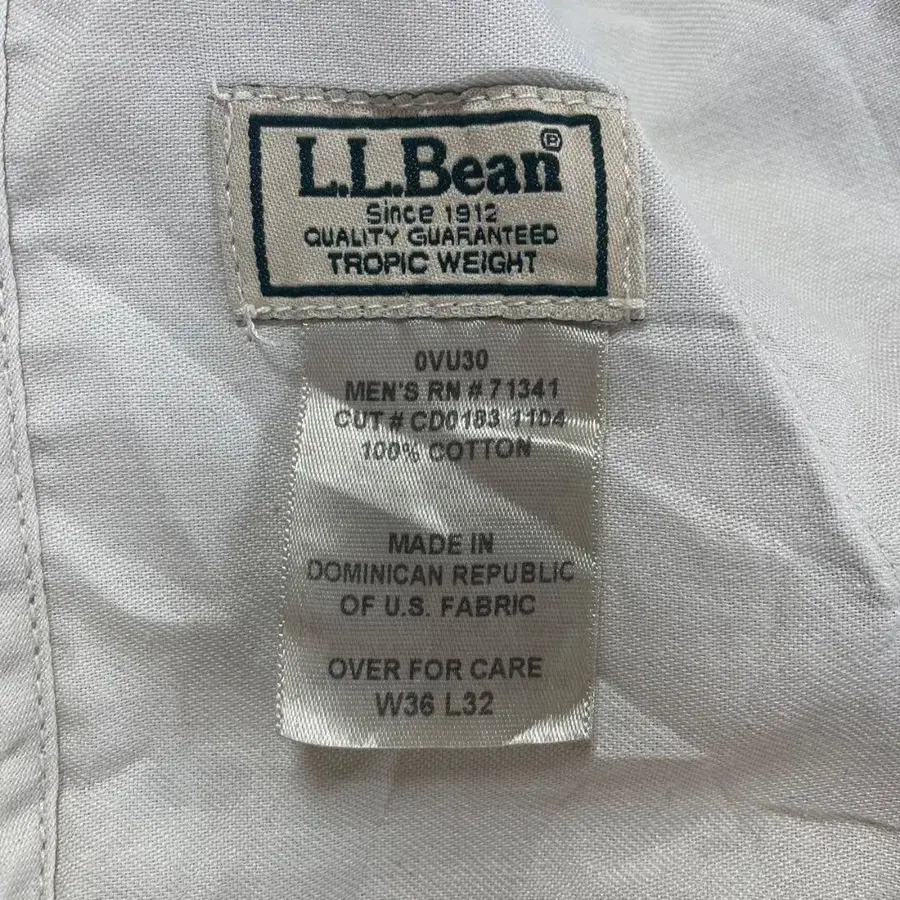 L.L.Bean®
Since 1912
QUALITY GUARANTEED
TROPIC WEIGHT
0VU30
MEN'S RN # 71341
CUT # CD0183 1104
100% COTTON
MADE IN
DOMINICAN REPUBLIC
OF U.S. FABRIC
OVER FOR CARE
W36 L32